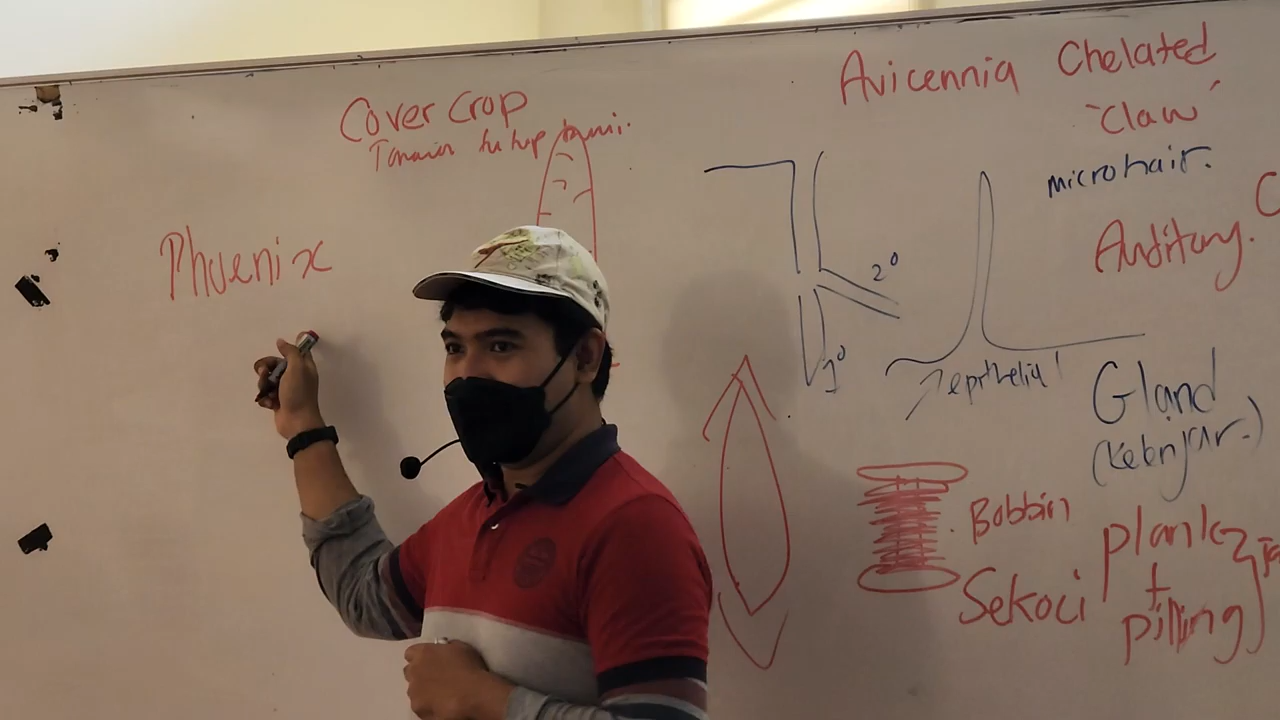 Cover crop
Phoenix
Avicennia
Chelated
"claw"
microhair.
Auditory.
2°
1°
epithelia
Gland
Bobbin
Sekoci
plank
+
pilling